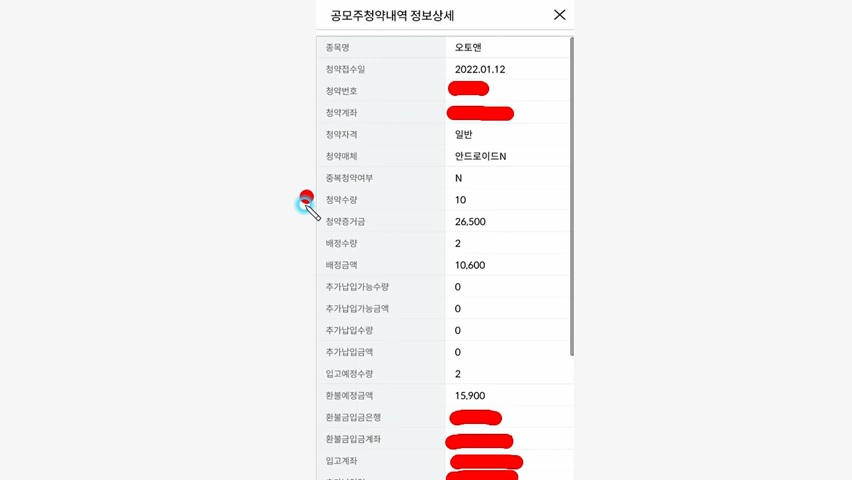 공모주청약내역 정보상세
종목명 오토앤
청약접수일 2022.01.12
청약번호
청약계좌
청약자격 일반
청약매체 안드로이드N
중복청약여부 N
청약수량 10
청약증거금 26,500
배정수량 2
배정금액 10,600
추가납입가능수량 0
추가납입가능금액 0
추가납입수량 0
추가납입금액 0
입고예정수량 2
환불예정금액 15,900
환불금입금은행
환불금입금계좌
입고계좌